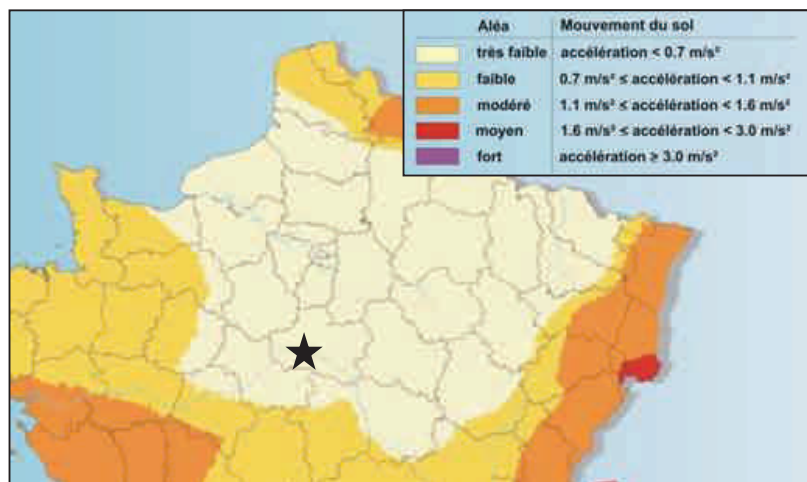 Aléa Mouvement du sol
très faible accélération < 0.7 m/s²
faible 0.7 m/s² ≤ accélération < 1.1 m/s²
modéré 1.1 m/s² ≤ accélération < 1.6 m/s²
moyen 1.6 m/s² ≤ accélération < 3.0 m/s²
fort accélération ≥ 3.0 m/s²